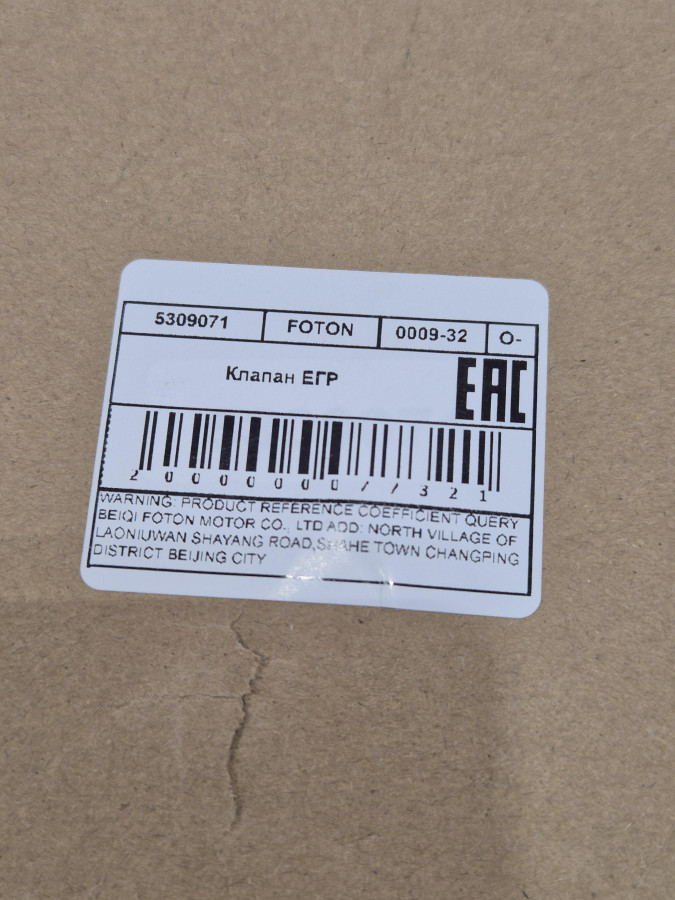 5309071 FOTON 0009-32 O-
Клапан ЕГР
EAC
2000000077321
WARNING: PRODUCT REFERENCE COEFFICIENT QUERY
BEIQI FOTON MOTOR CO., LTD ADD: NORTH VILLAGE OF
LAONIUWAN SHAYANG ROAD,SHAHE TOWN CHANGPING
DISTRICT BEIJING CITY